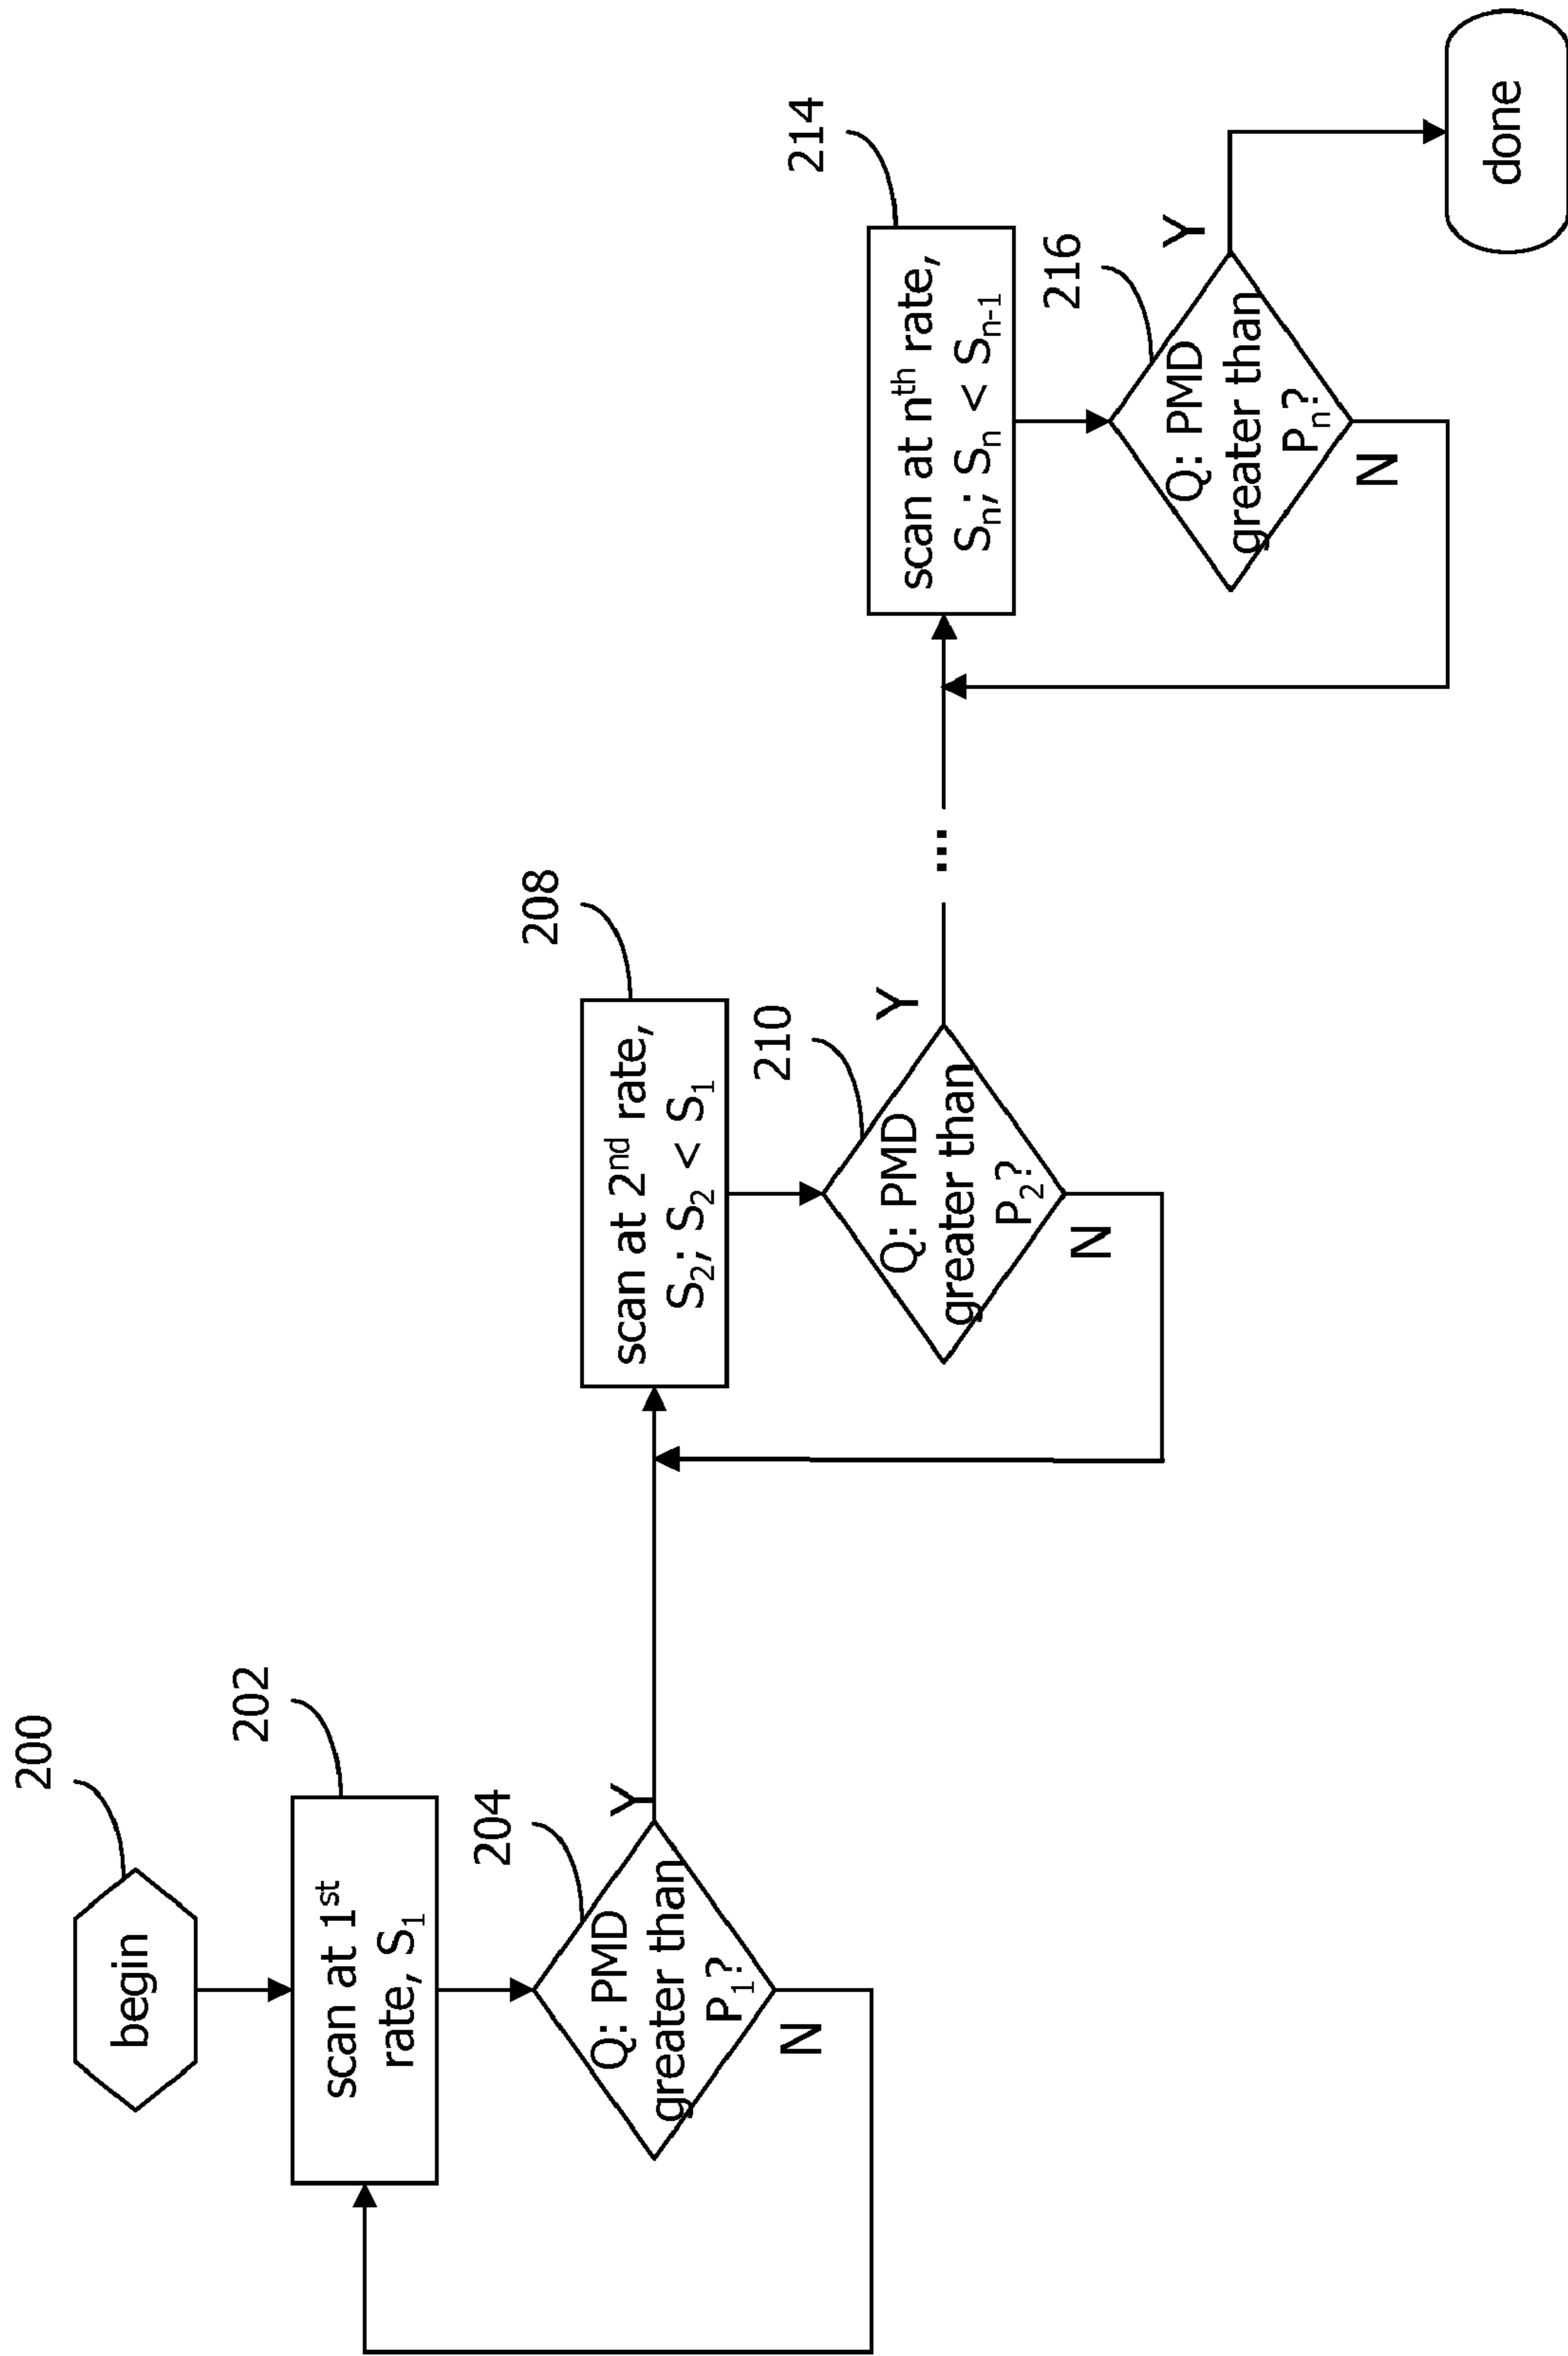 200
begin
202
scan at 1st
rate, S1
204
Q: PMD
greater than
P1?
Y
N
208
scan at 2nd rate,
S2; S2 < S1
210
Q: PMD
greater than
P2?
Y
N
...
214
scan at nth rate,
Sn; Sn < Sn-1
216
Q: PMD
greater than
Pn?
Y
N
done